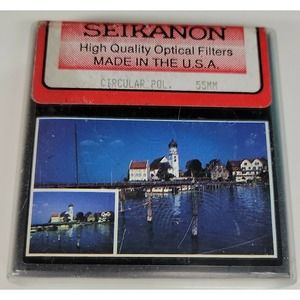 SEIKANON
High Quality Optical Filters
MADE IN THE U.S.A.
CIRCULAR POL. 55MM